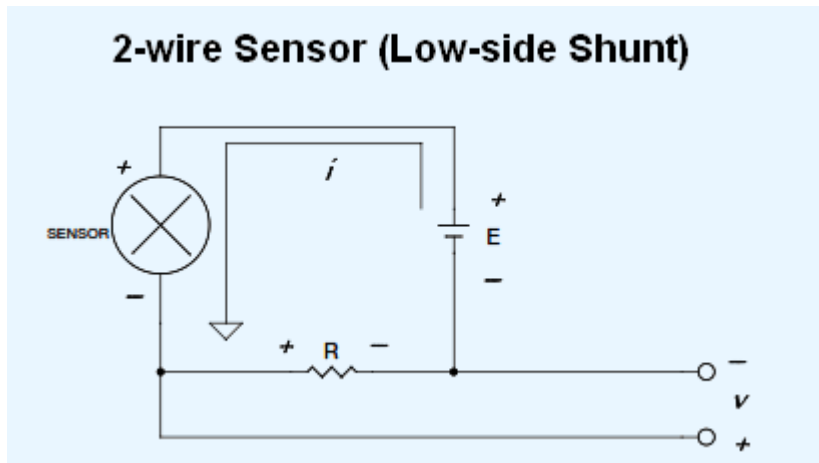 2-wire Sensor (Low-side Shunt)
+
i
+
SENSOR
E
−
−
+ R −
−
v
+